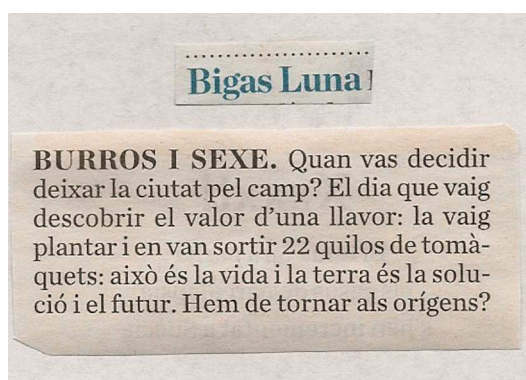 Bigas Luna
BURROS I SEXE. Quan vas decidir
deixar la ciutat pel camp? El dia que vaig
descobrir el valor d’una llavor: la vaig
plantar i en van sortir 22 quilos de tomà-
quets: això és la vida i la terra és la solu-
ció i el futur. Hem de tornar als orígens?